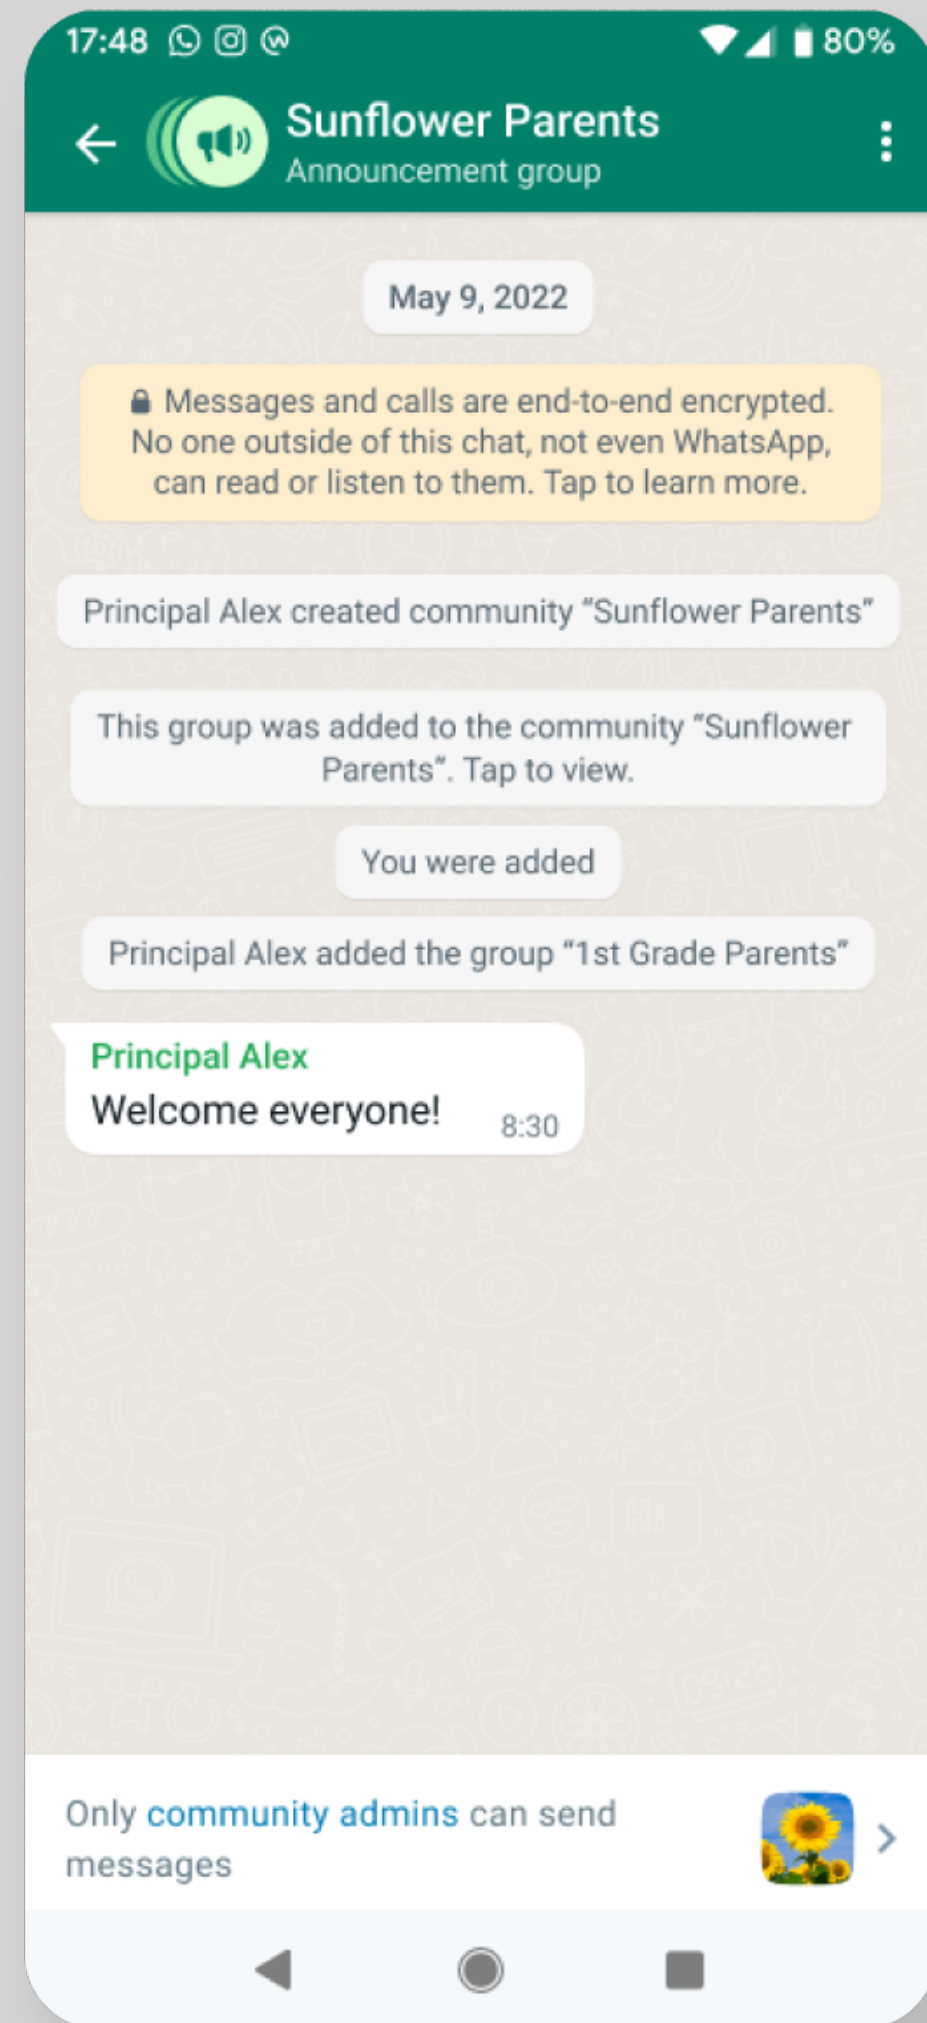 17:48 80%
Sunflower Parents
Announcement group
May 9, 2022
Messages and calls are end-to-end encrypted.
No one outside of this chat, not even WhatsApp,
can read or listen to them. Tap to learn more.
Principal Alex created community “Sunflower Parents”
This group was added to the community “Sunflower
Parents”. Tap to view.
You were added
Principal Alex added the group “1st Grade Parents”
Principal Alex
Welcome everyone! 8:30
Hi
09:28
Only community admins can send
messages